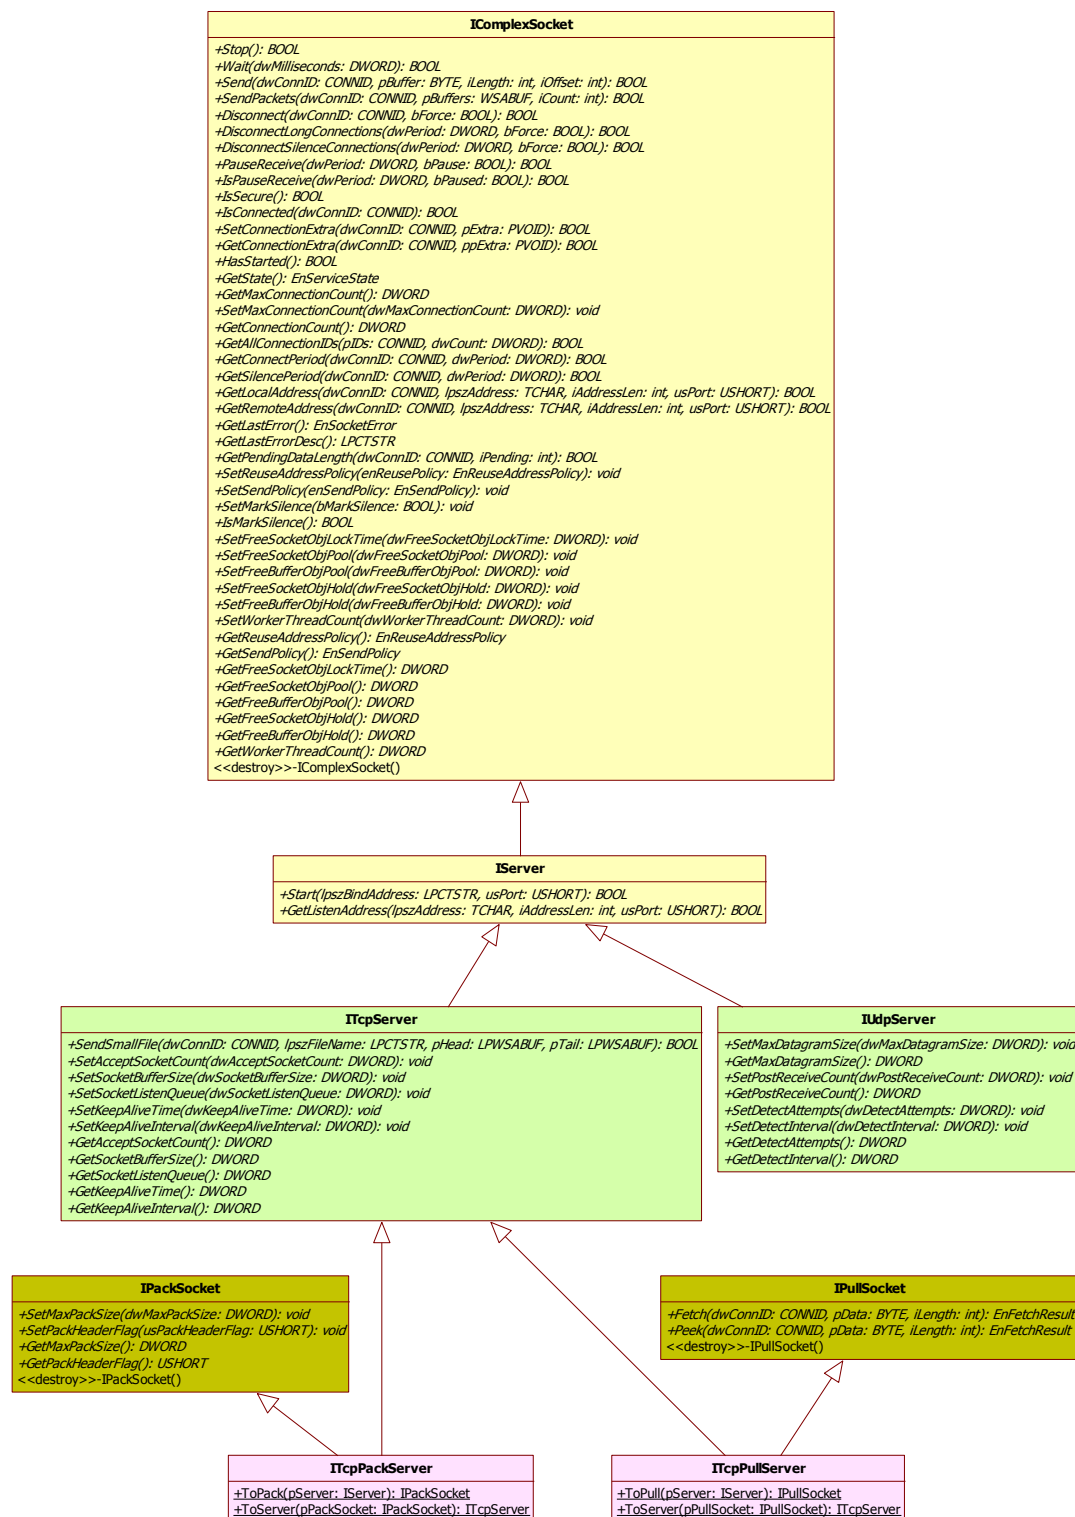 IComplexSocket
+Stop(): BOOL
+Wait(dwMilliseconds: DWORD): BOOL
+Send(dwConnID: CONNID, pBuffer: BYTE, iLength: int, iOffset: int): BOOL
+SendPackets(dwConnID: CONNID, pBuffers: WSABUF, iCount: int): BOOL
+Disconnect(dwConnID: CONNID, bForce: BOOL): BOOL
+DisconnectLongConnections(dwPeriod: DWORD, bForce: BOOL): BOOL
+DisconnectSilenceConnections(dwPeriod: DWORD, bForce: BOOL): BOOL
+PauseReceive(dwPeriod: DWORD, bPause: BOOL): BOOL
+IsPauseReceive(dwPeriod: DWORD, bPaused: BOOL): BOOL
+IsSecure(): BOOL
+IsConnected(dwConnID: CONNID): BOOL
+SetConnectionExtra(dwConnID: CONNID, pExtra: PVOID): BOOL
+GetConnectionExtra(dwConnID: CONNID, ppExtra: PVOID): BOOL
+HasStarted(): BOOL
+GetState(): EnServiceState
+GetMaxConnectionCount(): DWORD
+SetMaxConnectionCount(dwMaxConnectionCount: DWORD): void
+GetConnectionCount(): DWORD
+GetAllConnectionIDs(pIDs: CONNID, dwCount: DWORD): BOOL
+GetConnectPeriod(dwConnID: CONNID, dwPeriod: DWORD): BOOL
+GetSilencePeriod(dwConnID: CONNID, dwPeriod: DWORD): BOOL
+GetLocalAddress(dwConnID: CONNID, lpszAddress: TCHAR, iAddressLen: int, usPort: USHORT): BOOL
+GetRemoteAddress(dwConnID: CONNID, lpszAddress: TCHAR, iAddressLen: int, usPort: USHORT): BOOL
+GetLastError(): EnSocketError
+GetLastErrorDesc(): LPCTSTR
+GetPendingDataLength(dwConnID: CONNID, iPending: int): BOOL
+SetReuseAddressPolicy(enReusePolicy: EnReuseAddressPolicy): void
+SetSendPolicy(enSendPolicy: EnSendPolicy): void
+SetMarkSilence(bMarkSilence: BOOL): void
+IsMarkSilence(): BOOL
+SetFreeSocketObjLockTime(dwFreeSocketObjLockTime: DWORD): void
+SetFreeSocketObjPool(dwFreeSocketObjPool: DWORD): void
+SetFreeBufferObjPool(dwFreeBufferObjPool: DWORD): void
+SetFreeSocketObjHold(dwFreeSocketObjHold: DWORD): void
+SetFreeBufferObjHold(dwFreeBufferObjHold: DWORD): void
+SetWorkerThreadCount(dwWorkerThreadCount: DWORD): void
+GetReuseAddressPolicy(): EnReuseAddressPolicy
+GetSendPolicy(): EnSendPolicy
+GetFreeSocketObjLockTime(): DWORD
+GetFreeSocketObjPool(): DWORD
+GetFreeBufferObjPool(): DWORD
+GetFreeSocketObjHold(): DWORD
+GetFreeBufferObjHold(): DWORD
+GetWorkerThreadCount(): DWORD
<<destroy>>-IComplexSocket()
IServer
+Start(lpszBindAddress: LPCTSTR, usPort: USHORT): BOOL
+GetListenAddress(lpszAddress: TCHAR, iAddressLen: int, usPort: USHORT): BOOL
ITcpServer
+SendSmallFile(dwConnID: CONNID, lpszFileName: LPCTSTR, pHead: LPWSABUF, pTail: LPWSABUF): BOOL
+SetAcceptSocketCount(dwAcceptSocketCount: DWORD): void
+SetSocketBufferSize(dwSocketBufferSize: DWORD): void
+SetSocketListenQueue(dwSocketListenQueue: DWORD): void
+SetKeepAliveTime(dwKeepAliveTime: DWORD): void
+SetKeepAliveInterval(dwKeepAliveInterval: DWORD): void
+GetAcceptSocketCount(): DWORD
+GetSocketBufferSize(): DWORD
+GetSocketListenQueue(): DWORD
+GetKeepAliveTime(): DWORD
+GetKeepAliveInterval(): DWORD
IUdpServer
+SetMaxDatagramSize(dwMaxDatagramSize: DWORD): void
+GetMaxDatagramSize(): DWORD
+SetPostReceiveCount(dwPostReceiveCount: DWORD): void
+GetPostReceiveCount(): DWORD
+SetDetectAttempts(dwDetectAttempts: DWORD): void
+SetDetectInterval(dwDetectInterval: DWORD): void
+GetDetectAttempts(): DWORD
+GetDetectInterval(): DWORD
IPackSocket
+SetMaxPackSize(dwMaxPackSize: DWORD): void
+SetPackHeaderFlag(usPackHeaderFlag: USHORT): void
+GetMaxPackSize(): DWORD
+GetPackHeaderFlag(): USHORT
<<destroy>>-IPackSocket()
IPullSocket
+Fetch(dwConnID: CONNID, pData: BYTE, iLength: int): EnFetchResult
+Peek(dwConnID: CONNID, pData: BYTE, iLength: int): EnFetchResult
<<destroy>>-IPullSocket()
ITcpPackServer
+ToPack(pServer: IServer): IPackSocket
+ToServer(pPackSocket: IPackSocket): ITcpServer
ITcpPullServer
+ToPull(pServer: IServer): IPullSocket
+ToServer(pPullSocket: IPullSocket): ITcpServer